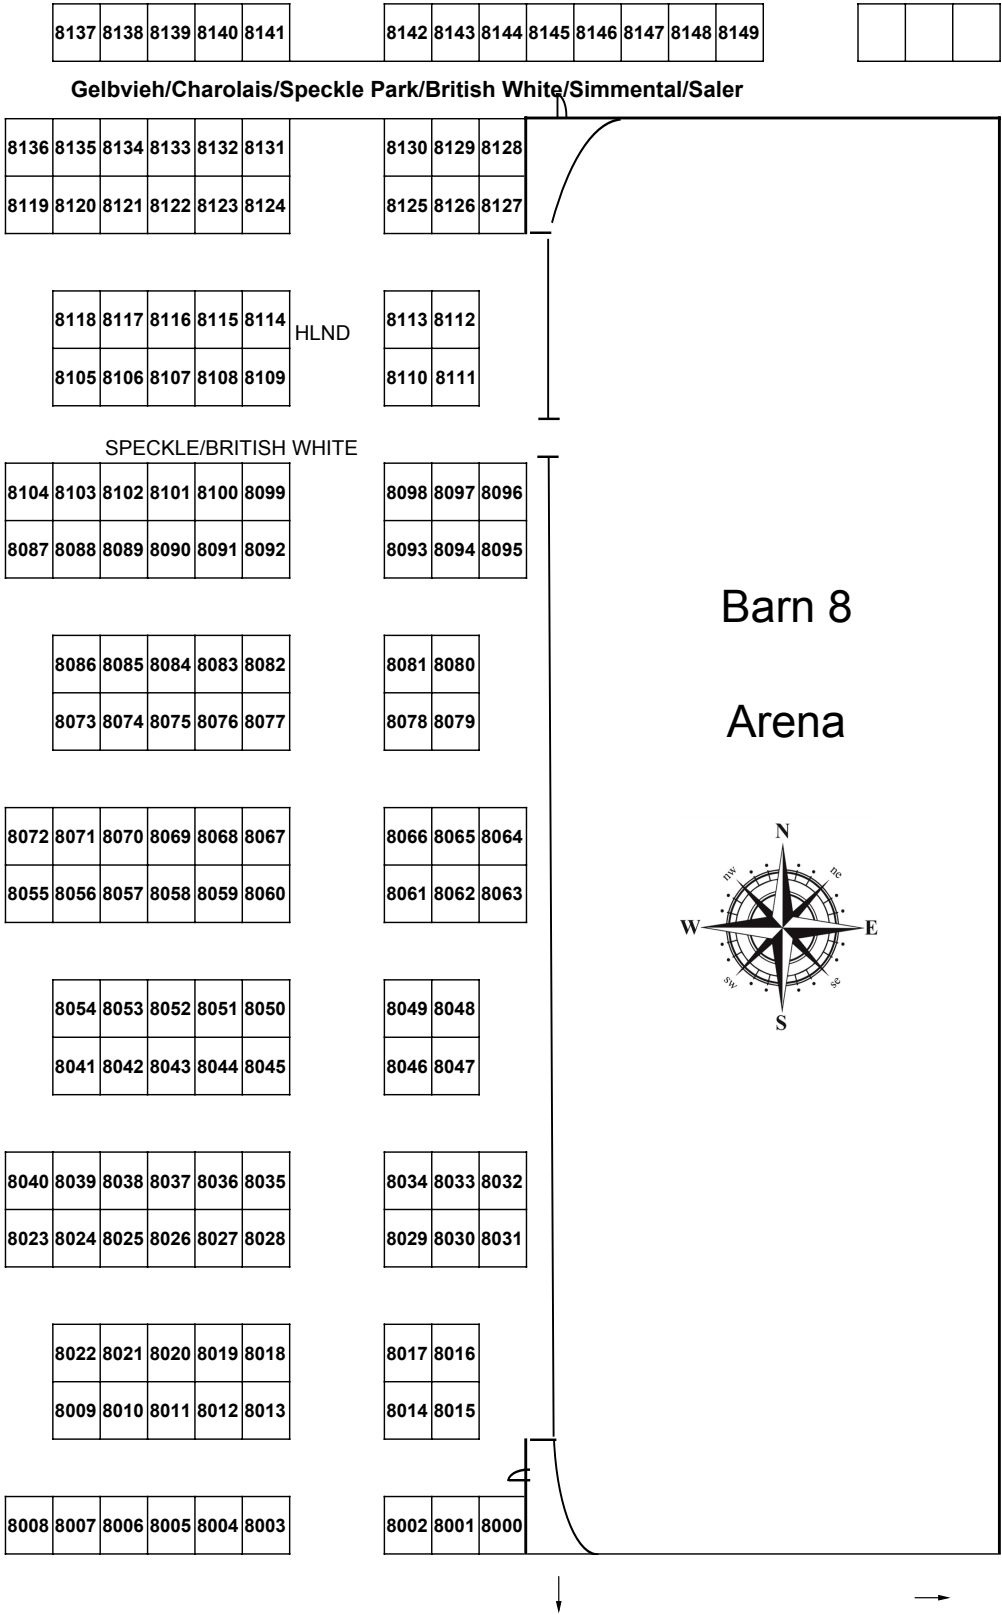 8137 8138 8139 8140 8141 8142 8143 8144 8145 8146 8147 8148 8149
Gelbvieh/Charolais/Speckle Park/British White/Simmental/Saler
8136 8135 8134 8133 8132 8131 8130 8129 8128
8119 8120 8121 8122 8123 8124 8125 8126 8127
8118 8117 8116 8115 8114 HLND 8113 8112
8105 8106 8107 8108 8109 8110 8111
SPECKLE/BRITISH WHITE
8104 8103 8102 8101 8100 8099 8098 8097 8096
8087 8088 8089 8090 8091 8092 8093 8094 8095
Barn 8
8086 8085 8084 8083 8082 8081 8080
8073 8074 8075 8076 8077 8078 8079
Arena
8072 8071 8070 8069 8068 8067 8066 8065 8064
N
nw ne
8055 8056 8057 8058 8059 8060 8061 8062 8063
W E
sw se
8054 8053 8052 8051 8050 8049 8048
S
8041 8042 8043 8044 8045 8046 8047
8040 8039 8038 8037 8036 8035 8034 8033 8032
8023 8024 8025 8026 8027 8028 8029 8030 8031
8022 8021 8020 8019 8018 8017 8016
8009 8010 8011 8012 8013 8014 8015
8008 8007 8006 8005 8004 8003 8002 8001 8000